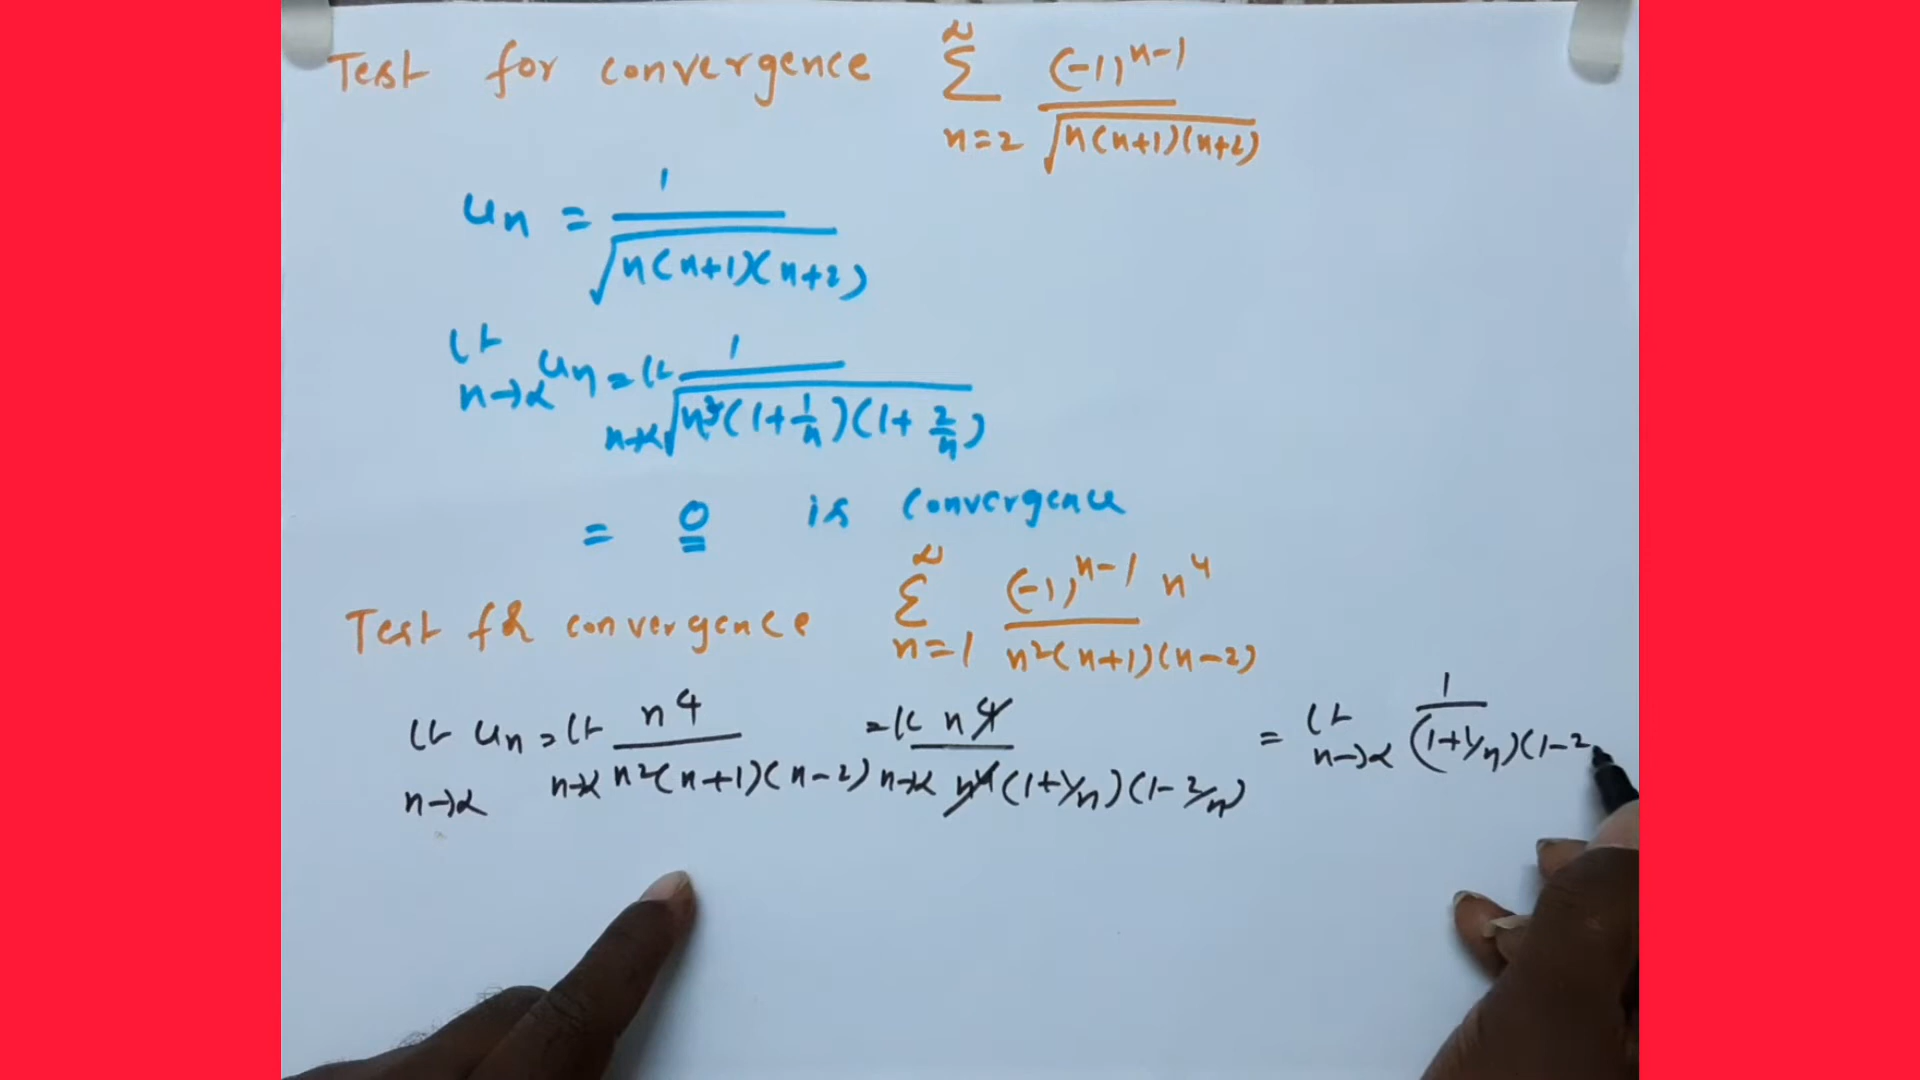 Test for convergence ∑_{n=2}^{∞} (-1)^{n-1} / √(n(n+1)(n+2))
un = 1 / √(n(n+1)(n+2))
Lt n→∞ un = Lt n→∞ 1 / √(n³(1+1/n)(1+2/n))
= 0 is convergence
Test for convergence ∑_{n=1}^{∞} (-1)^{n-1} n⁴ / n²(n+1)(n-2)
Lt n→∞ un = Lt n→∞ n⁴ / n²(n+1)(n-2) = Lt n→∞ n⁴ / n⁴(1+1/n)(1-2/n) = Lt n→∞ 1 / (1+1/n)(1-2